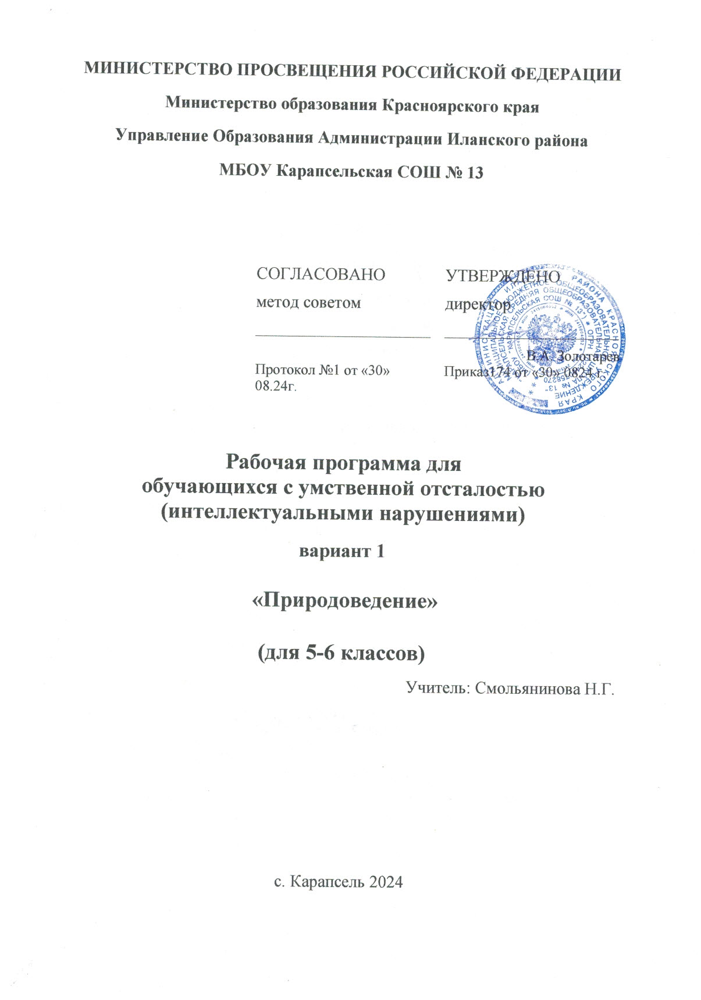 МИНИСТЕРСТВО ПРОСВЕЩЕНИЯ РОССИЙСКОЙ ФЕДЕРАЦИИ
Министерство образования Красноярского края
Управление Образования Администрации Иланского района
МБОУ Карапсельская СОШ № 13
СОГЛАСОВАНО
метод советом
Протокол №1 от «30»
08.24г.
УТВЕРЖДЕНО
директор
В.А. Золотарев
Приказ174 от «30» 0824 г.
Рабочая программа для
обучающихся с умственной отсталостью
(интеллектуальными нарушениями)
вариант 1
«Природоведение»
(для 5-6 классов)
Учитель: Смольянинова Н.Г.
с. Карапсель 2024